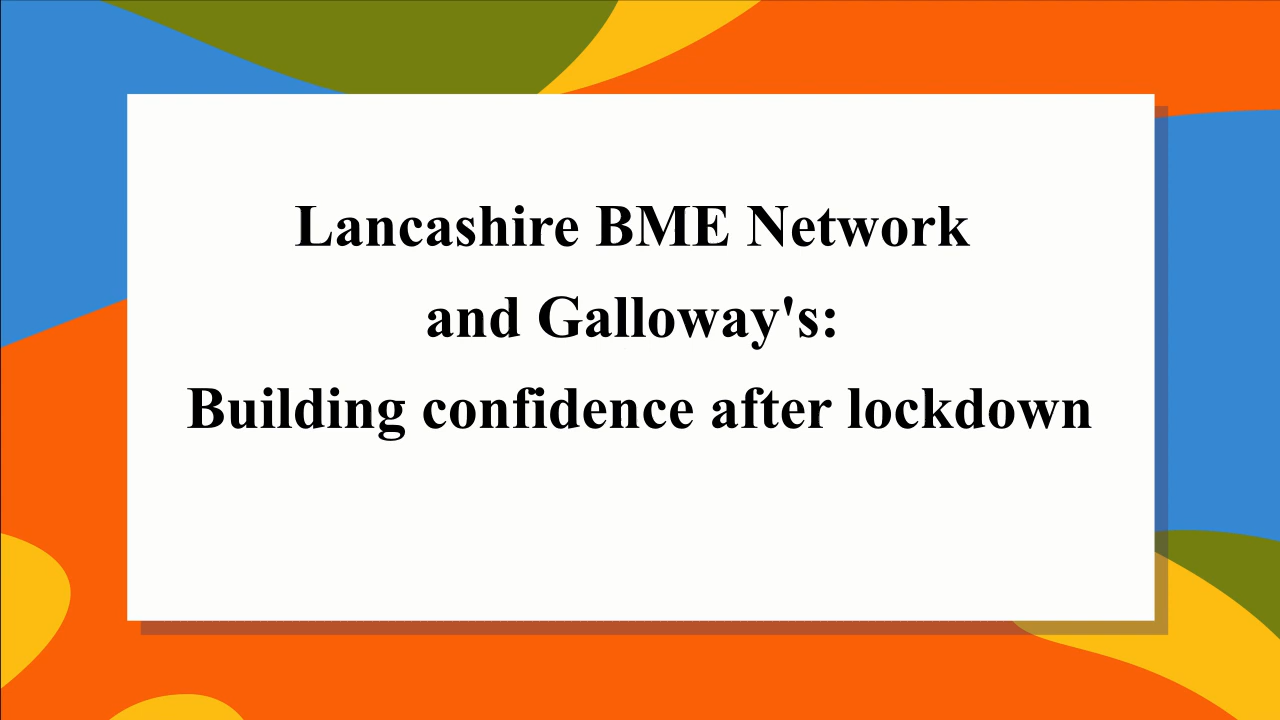 Lancashire BME Network
and Galloway's:
Building confidence after lockdown